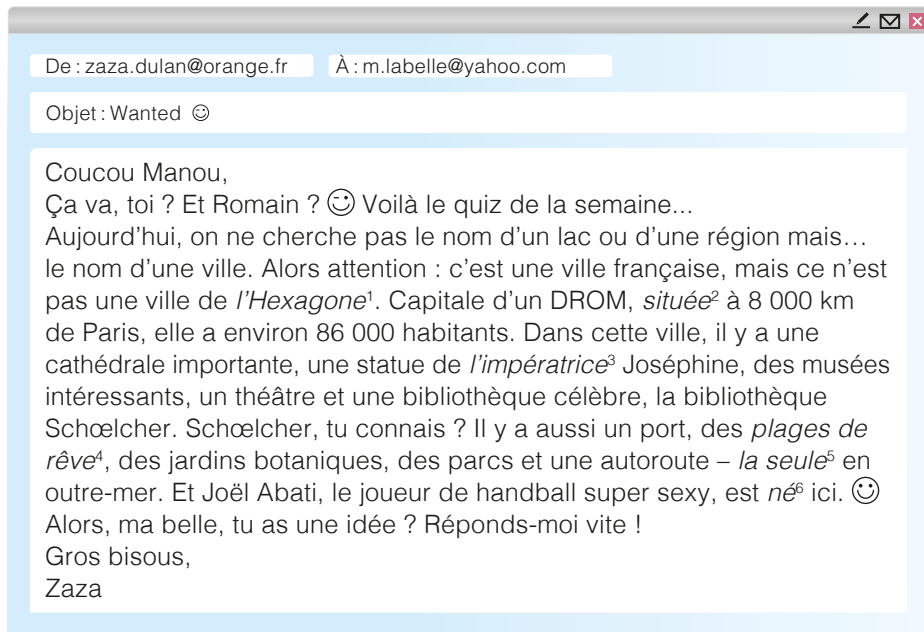 De : zaza.dulan@orange.fr À : m.labelle@yahoo.com
Objet : Wanted ☺
Coucou Manou,
Ça va, toi ? Et Romain ? 😉 Voilà le quiz de la semaine...
Aujourd’hui, on ne cherche pas le nom d’un lac ou d’une région mais…
le nom d’une ville. Alors attention : c’est une ville française, mais ce n’est
pas une ville de l’Hexagone¹. Capitale d’un DROM, située² à 8 000 km
de Paris, elle a environ 86 000 habitants. Dans cette ville, il y a une
cathédrale importante, une statue de l’impératrice³ Joséphine, des musées
intéressants, un théâtre et une bibliothèque célèbre, la bibliothèque
Schœlcher. Schœlcher, tu connais ? Il y a aussi un port, des plages de
rêve⁴, des jardins botaniques, des parcs et une autoroute – la seule⁵ en
outre-mer. Et Joël Abati, le joueur de handball super sexy, est né⁶ ici. ☺
Alors, ma belle, tu as une idée ? Réponds-moi vite !
Gros bisous,
Zaza